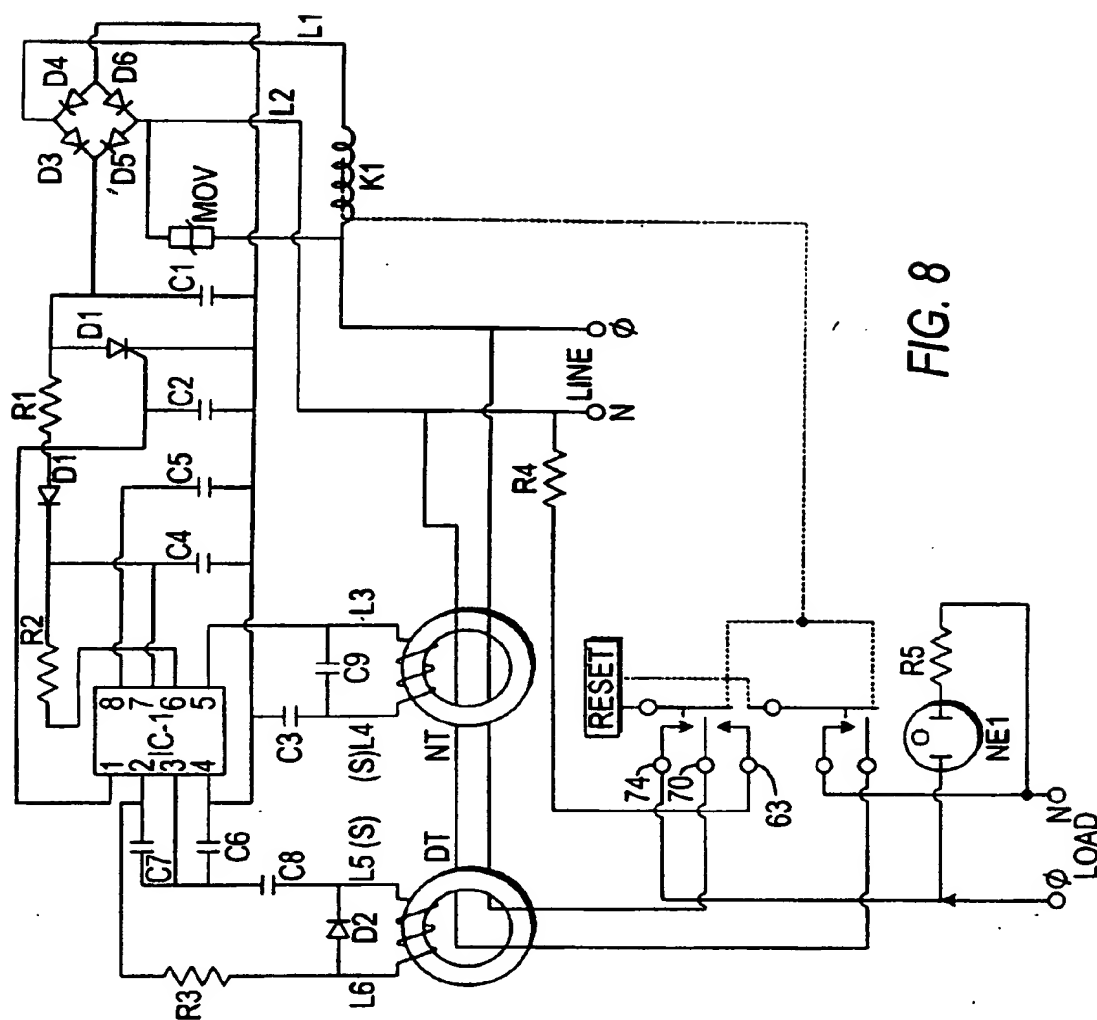 L1
D4
D6
L2
D3
'D5
K1
MOV
C1
D1
R1
C2
D1
C5
C4
R2
8
7
6
5
1
2
3
4
IC-1
L3
C9
C3
(S)L4
NT
C7
C6
C8
L5 (S)
DT
D2
L6
R3
LINE
Φ
N
R4
RESET
74
70
63
R5
NE1
N
Φ
LOAD
FIG. 8